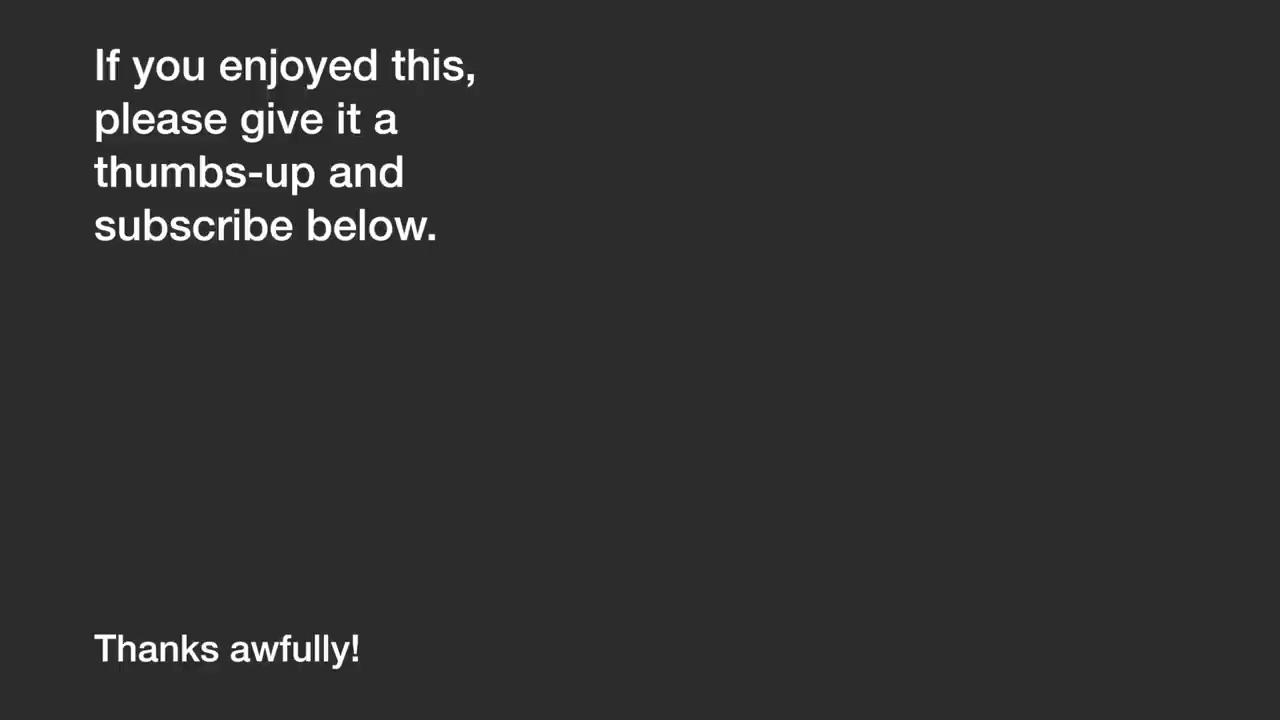 If you enjoyed this,
please give it a
thumbs-up and
subscribe below.
Thanks awfully!